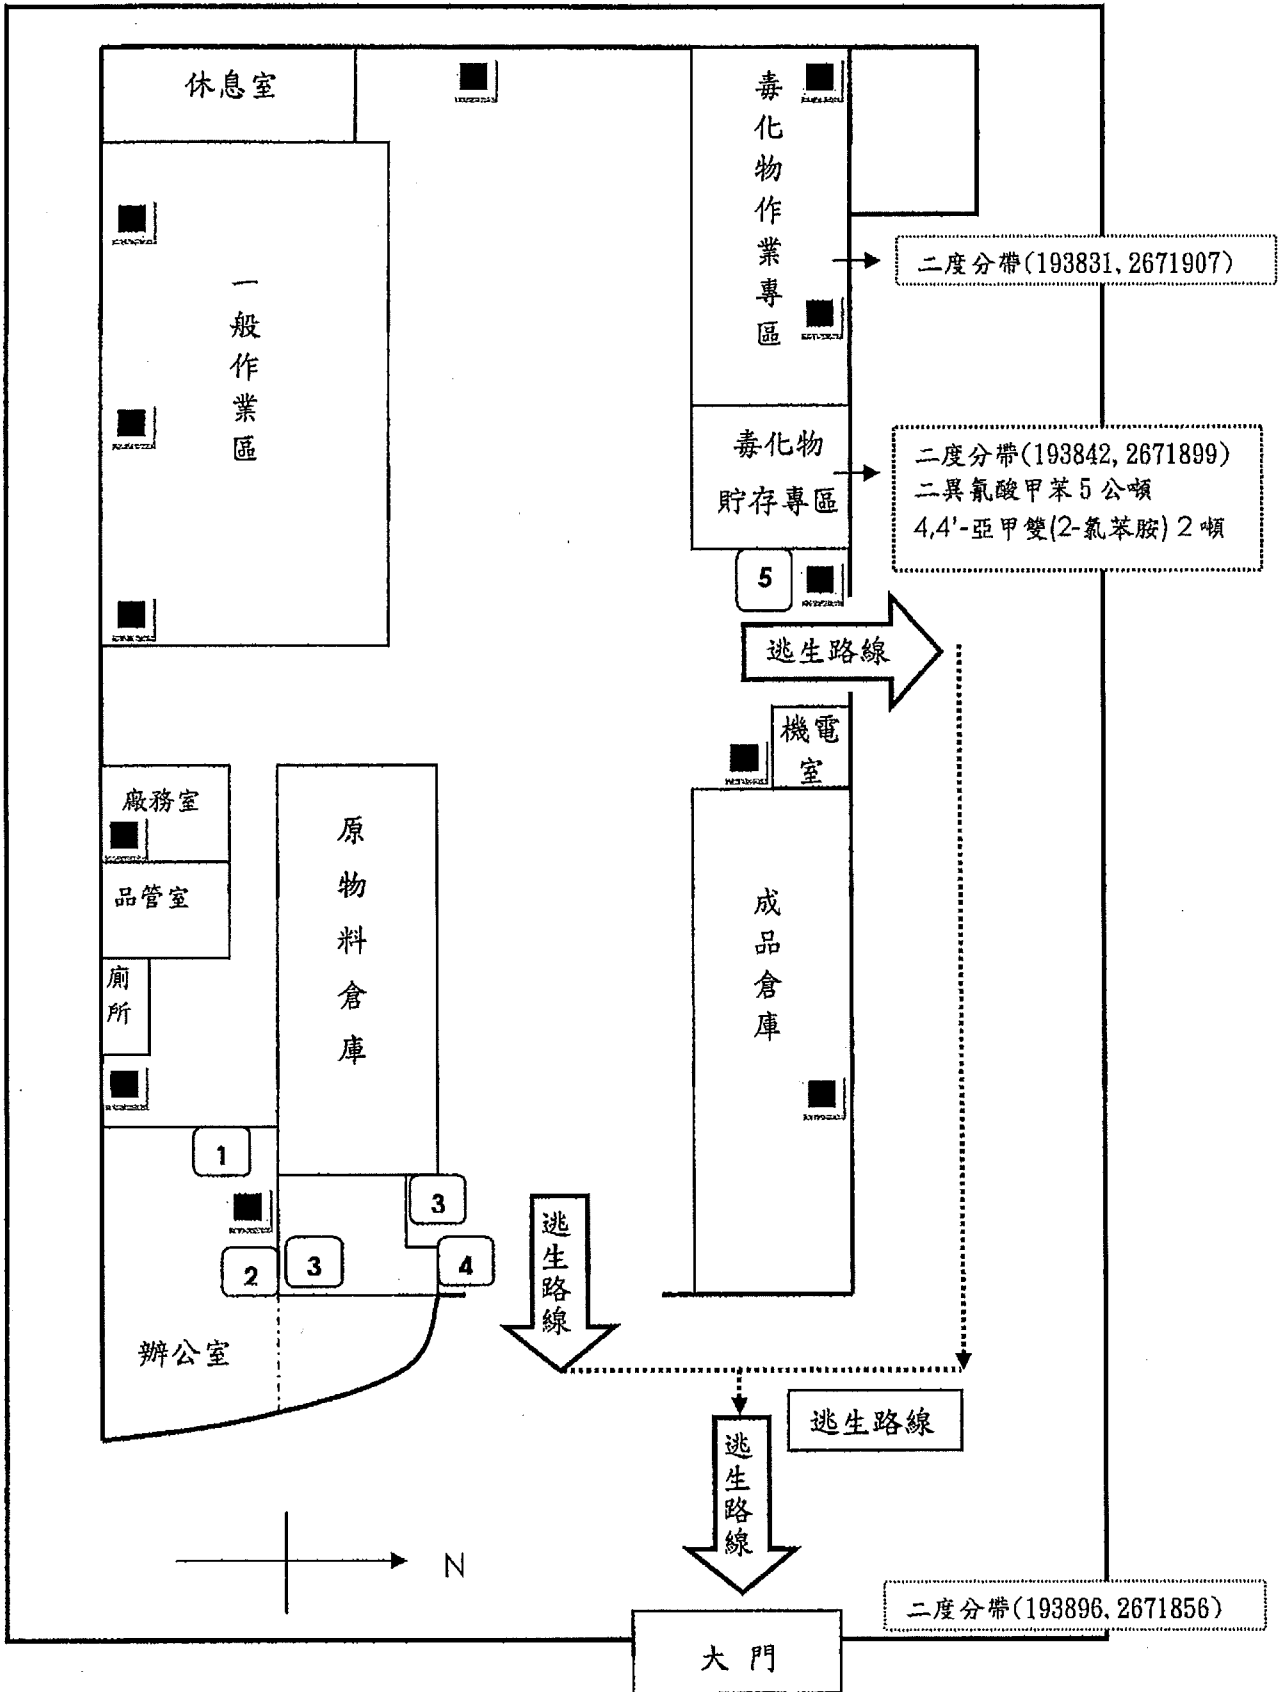 休息室
毒化物作業專區
二度分帶(193831, 2671907)
一般作業區
毒化物
貯存專區
二度分帶(193842, 2671899)
二異氰酸甲苯 5 公噸
4,4'-亞甲雙(2-氯苯胺) 2 噸
5
逃生路線
機電
室
廠務室
原物料倉庫
品管室
成品倉庫
廁
所
1
3
2
3
4
逃生路線
辦公室
逃生路線
逃生路線
N
二度分帶(193896, 2671856)
大門